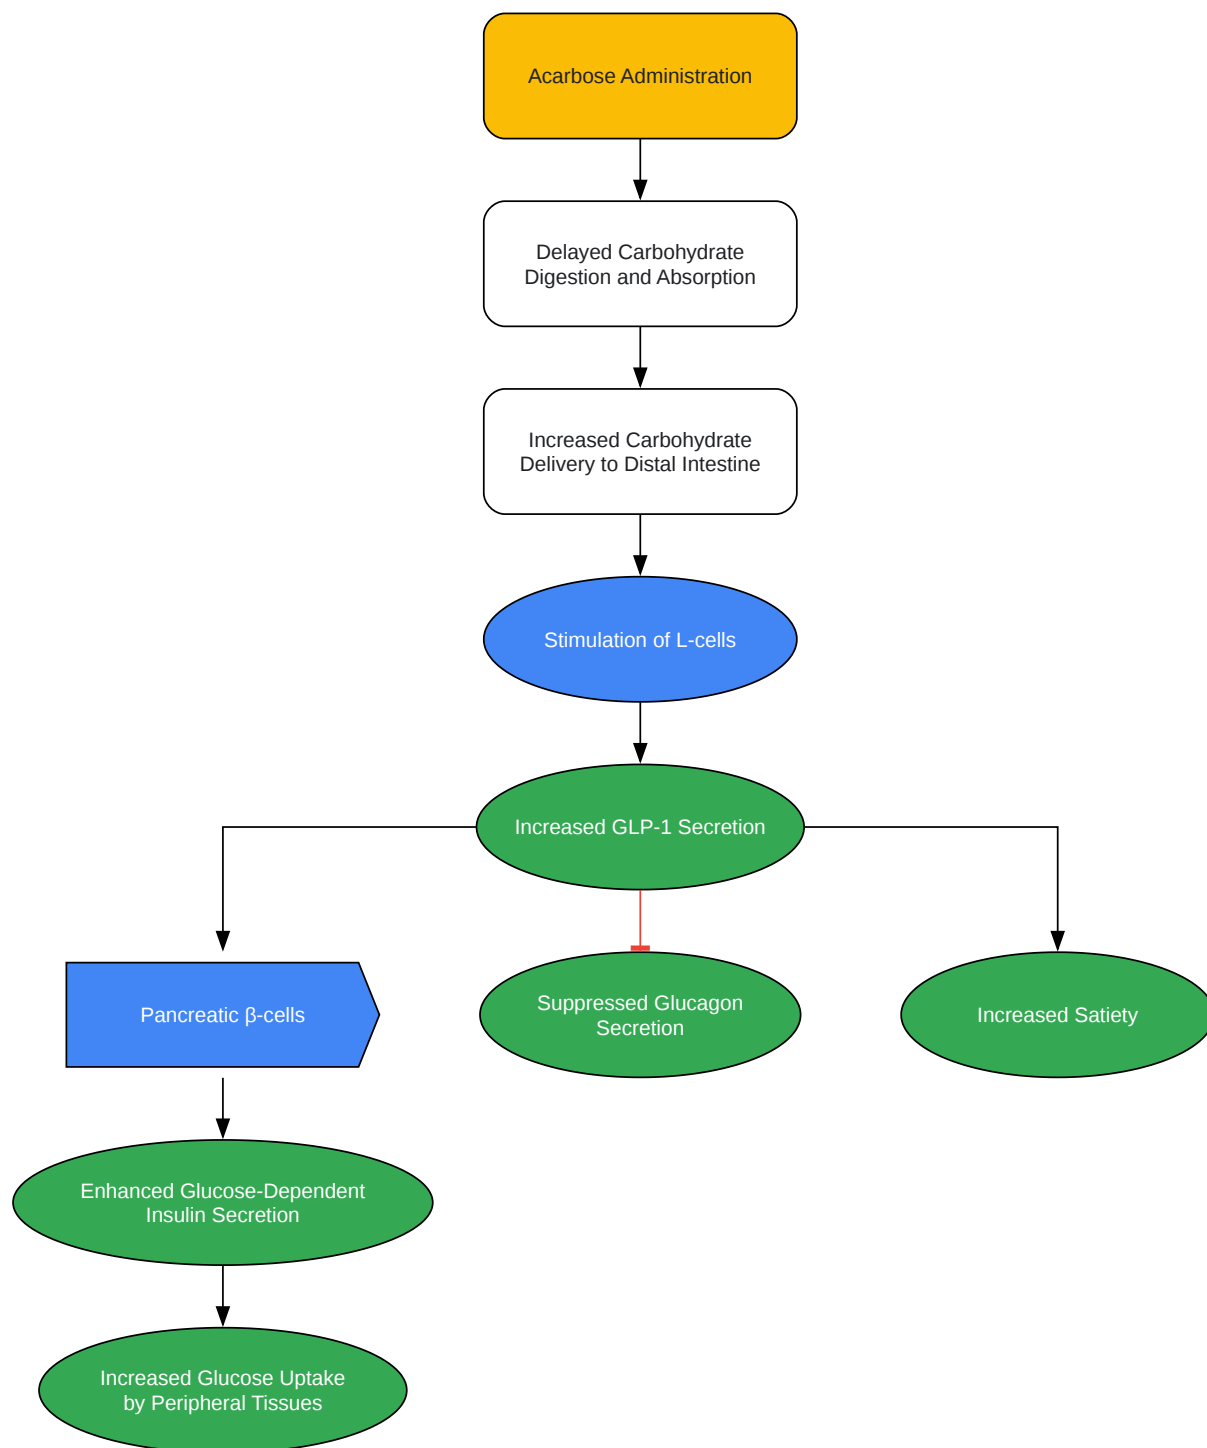 Acarbose Administration
Delayed Carbohydrate
Digestion and Absorption
Increased Carbohydrate
Delivery to Distal Intestine
Stimulation of L-cells
Increased GLP-1 Secretion
Pancreatic β-cells
Suppressed Glucagon
Secretion
Increased Satiety
Enhanced Glucose-Dependent
Insulin Secretion
Increased Glucose Uptake
by Peripheral Tissues